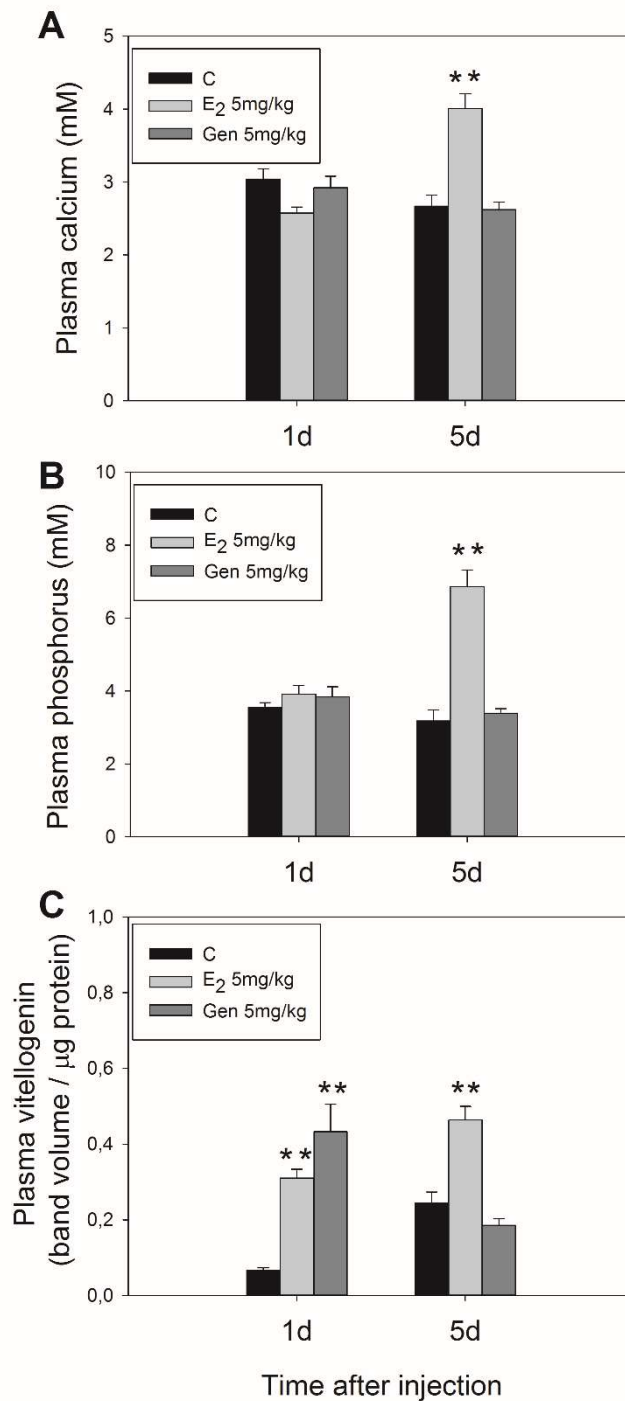 A
Plasma calcium (mM)
5
4
3
2
1
0
C
E2 5mg/kg
Gen 5mg/kg
**
1d
5d
B
Plasma phosphorus (mM)
10
8
6
4
2
0
C
E2 5mg/kg
Gen 5mg/kg
**
1d
5d
C
Plasma vitellogenin
(band volume / μg protein)
1,0
0,8
0,6
0,4
0,2
0,0
C
E2 5mg/kg
Gen 5mg/kg
**
**
**
1d
5d
Time after injection